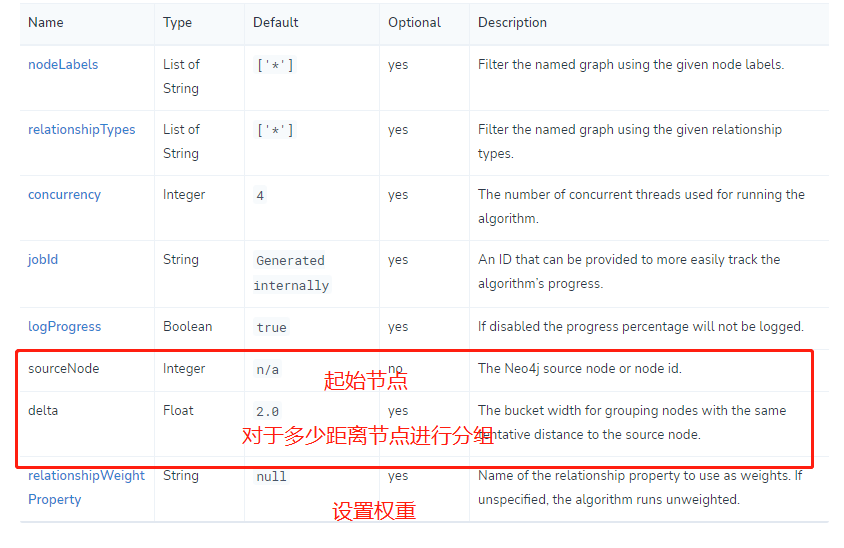 Name Type Default Optional Description
nodeLabels List of ['*'] yes Filter the named graph using the given node labels.
String
relationshipTypes List of ['*'] yes Filter the named graph using the given relationship
String types.
concurrency Integer 4 yes The number of concurrent threads used for running the
algorithm.
jobId String Generated yes An ID that can be provided to more easily track the
internally algorithm's progress.
logProgress Boolean true yes If disabled the progress percentage will not be logged.
sourceNode Integer n/a no The Neo4j source node or node id.
起始节点
delta Float 2.0 yes The bucket width for grouping nodes with the same
对于多少距离节点进行分组 tentative distance to the source node.
relationshipWeight String null yes Name of the relationship property to use as weights. If
Property unspecified, the algorithm runs unweighted.
设置权重